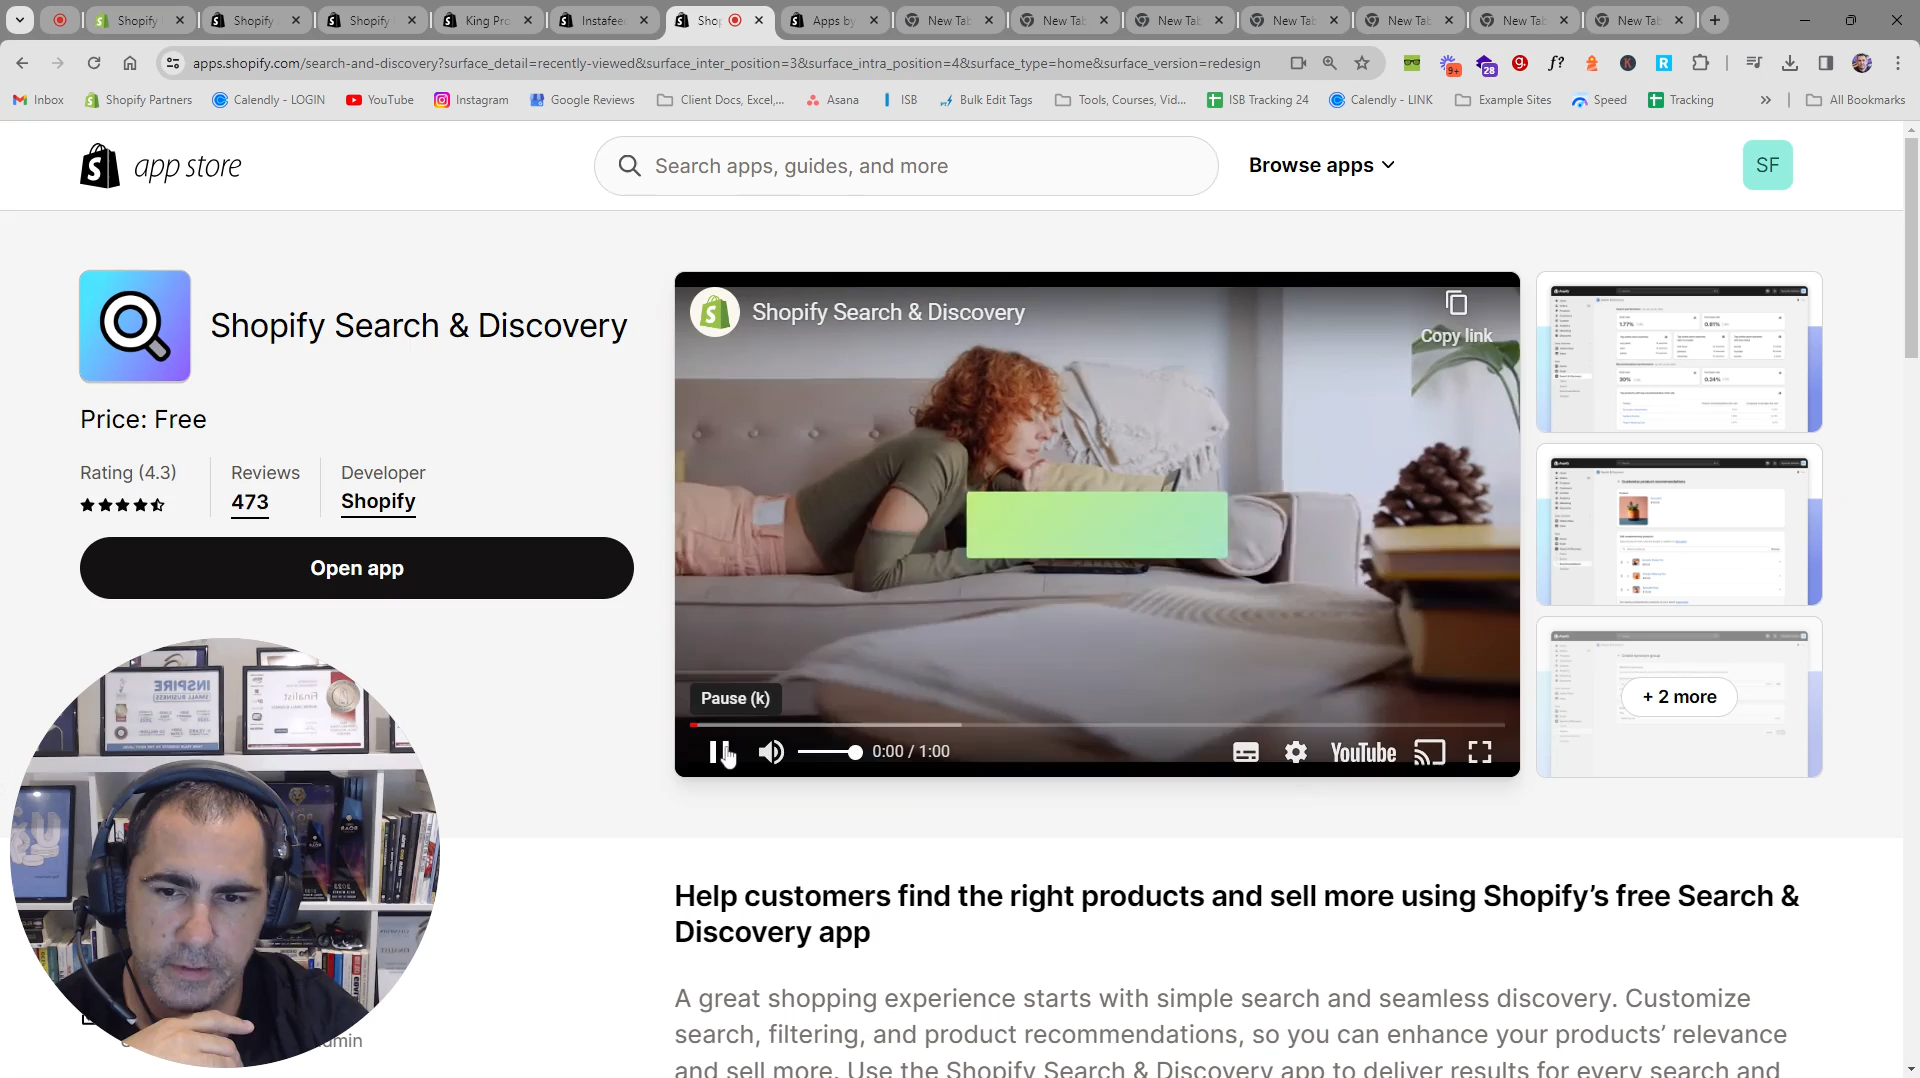 Shopify
Shopify
Shopify
King Pro
Instafee
Shop
Apps by
New Tab
New Tab
New Tab
New Tab
New Tab
New Tab
New Tab
apps.shopify.com/search-and-discovery?surface_detail=recently-viewed&surface_inter_position=3&surface_intra_position=4&surface_type=home&surface_version=redesign
9+
28
f?
Inbox
Shopify Partners
Calendly - LOGIN
YouTube
Instagram
Google Reviews
Client Docs, Excel,...
Asana
ISB
Bulk Edit Tags
Tools, Courses, Vid...
ISB Tracking 24
Calendly - LINK
Example Sites
Speed
Tracking
All Bookmarks
app store
Search apps, guides, and more
Browse apps
SF
Shopify Search & Discovery
Price: Free
Rating (4.3)
Reviews
473
Developer
Shopify
Open app
Shopify Search & Discovery
Copy link
Pause (k)
0:00 / 1:00
YouTube
+ 2 more
INSPIRE
Finalist
Help customers find the right products and sell more using Shopify’s free Search &
Discovery app
A great shopping experience starts with simple search and seamless discovery. Customize
search, filtering, and product recommendations, so you can enhance your products’ relevance
and sell more. Use the Shopify Search & Discovery app to deliver results for every search and